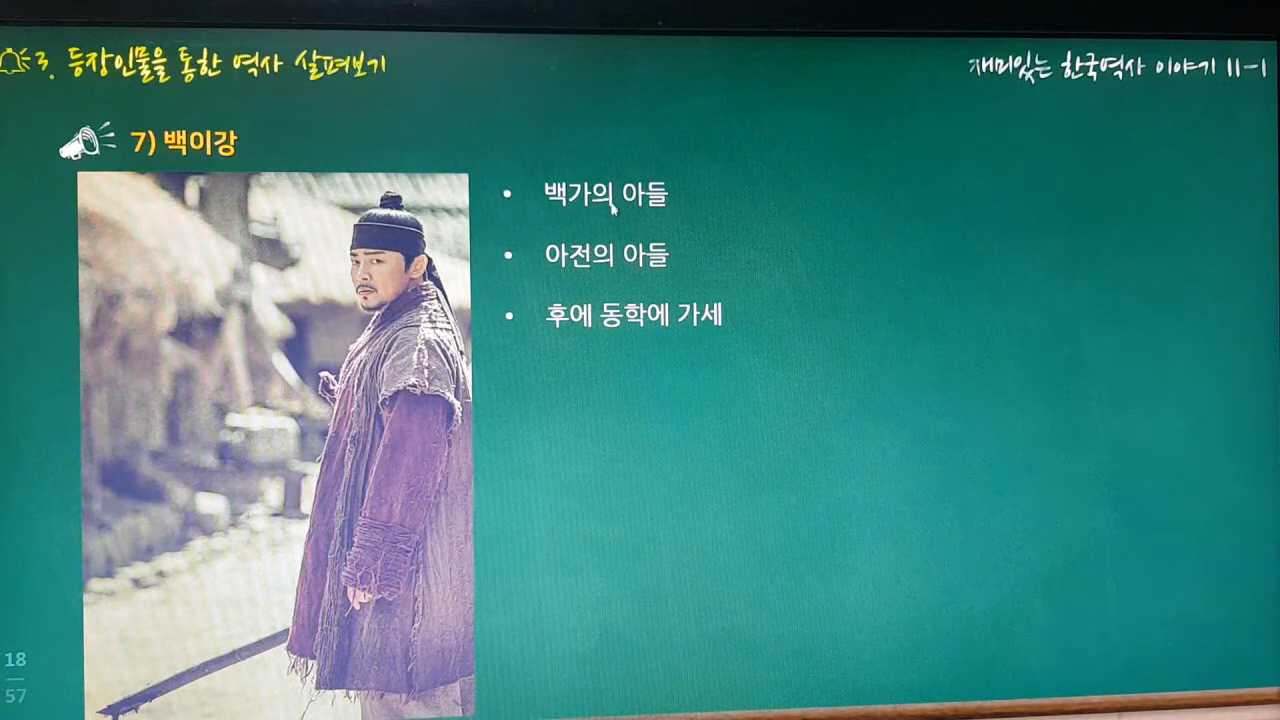 3. 등장인물을 통한 역사 살펴보기
재미있는 한국역사 이야기 11-1
7) 백이강
• 백가의 아들
• 아전의 아들
• 후에 동학에 가세
18
57